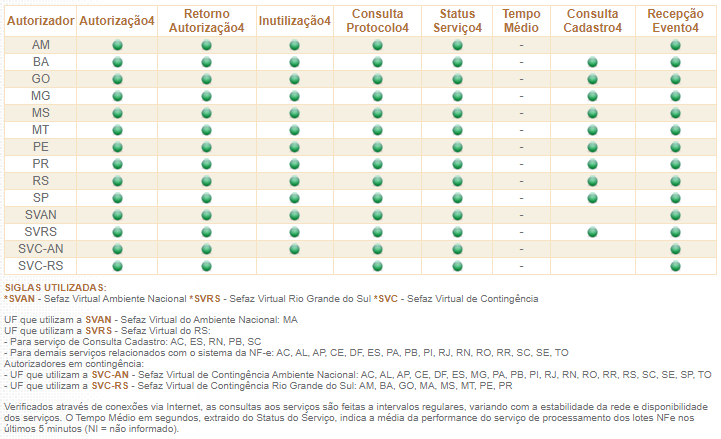 Autorizador Autorização4 Retorno Autorização4 Inutilização4 Consulta Protocolo4 Status Serviço4 Tempo Médio Consulta Cadastro4 Recepção Evento4
AM -
BA -
GO -
MG -
MS -
MT -
PE -
PR -
RS -
SP -
SVAN -
SVRS -
SVC-AN -
SVC-RS -
SIGLAS UTILIZADAS:
*SVAN - Sefaz Virtual Ambiente Nacional *SVRS - Sefaz Virtual Rio Grande do Sul *SVC - Sefaz Virtual de Contingência
UF que utilizam a SVAN - Sefaz Virtual do Ambiente Nacional: MA
UF que utilizam a SVRS - Sefaz Virtual do RS:
- Para serviço de Consulta Cadastro: AC, ES, RN, PB, SC
- Para demais serviços relacionados com o sistema da NF-e: AC, AL, AP, CE, DF, ES, PA, PB, PI, RJ, RN, RO, RR, SC, SE, TO
Autorizadores em contingência:
- UF que utilizam a SVC-AN - Sefaz Virtual de Contingência Ambiente Nacional: AC, AL, AP, CE, DF, ES, MG, PA, PB, PI, RJ, RN, RO, RR, RS, SC, SE, SP, TO
- UF que utilizam a SVC-RS - Sefaz Virtual de Contingência Rio Grande do Sul: AM, BA, GO, MA, MS, MT, PE, PR
Verificados através de conexões via Internet, as consultas aos serviços são feitas a intervalos regulares, variando com a estabilidade da rede e disponibilidade
dos serviços. O Tempo Médio em segundos, extraido do Status do Serviço, indica a média da performance do serviço de processamento dos lotes NFe nos
últimos 5 minutos (NI = não informado).